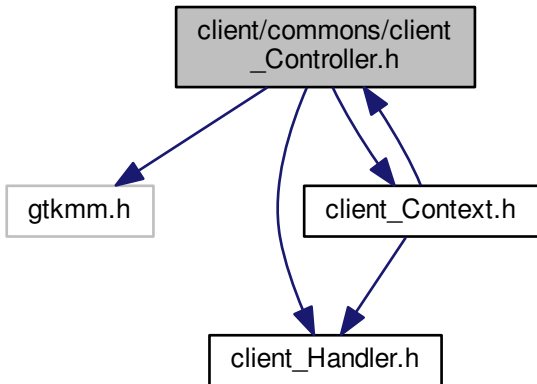 client/commons/client
_Controller.h
gtkmm.h
client_Context.h
client_Handler.h